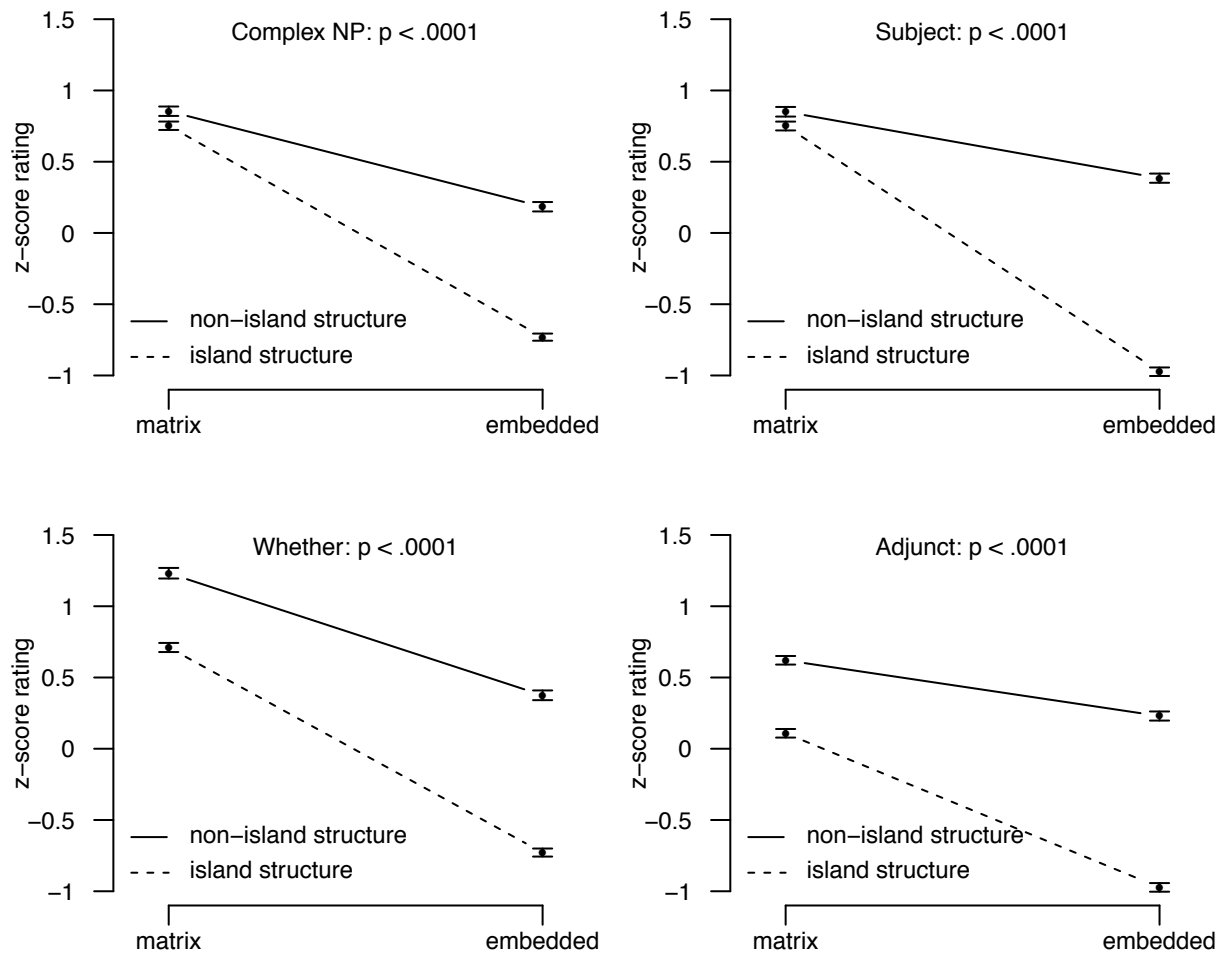 Complex NP: p < .0001
z−score rating
1.5
1
0.5
0
−0.5
−1
non−island structure
island structure
matrix embedded
Subject: p < .0001
z−score rating
1.5
1
0.5
0
−0.5
−1
non−island structure
island structure
matrix embedded
Whether: p < .0001
z−score rating
1.5
1
0.5
0
−0.5
−1
non−island structure
island structure
matrix embedded
Adjunct: p < .0001
z−score rating
1.5
1
0.5
0
−0.5
−1
non−island structure
island structure
matrix embedded